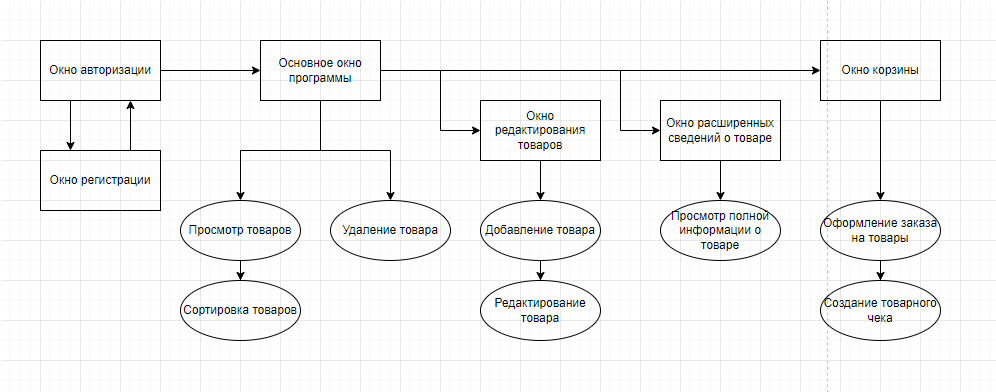 Окно авторизации
Основное окно
программы
Окно корзины
Окно
редактирования
товаров
Окно расширенных
сведений о товаре
Окно регистрации
Просмотр товаров
Удаление товара
Добавление товара
Просмотр полной
информации о
товаре
Оформление заказа
на товары
Сортировка товаров
Редактирование
товара
Создание товарного
чека